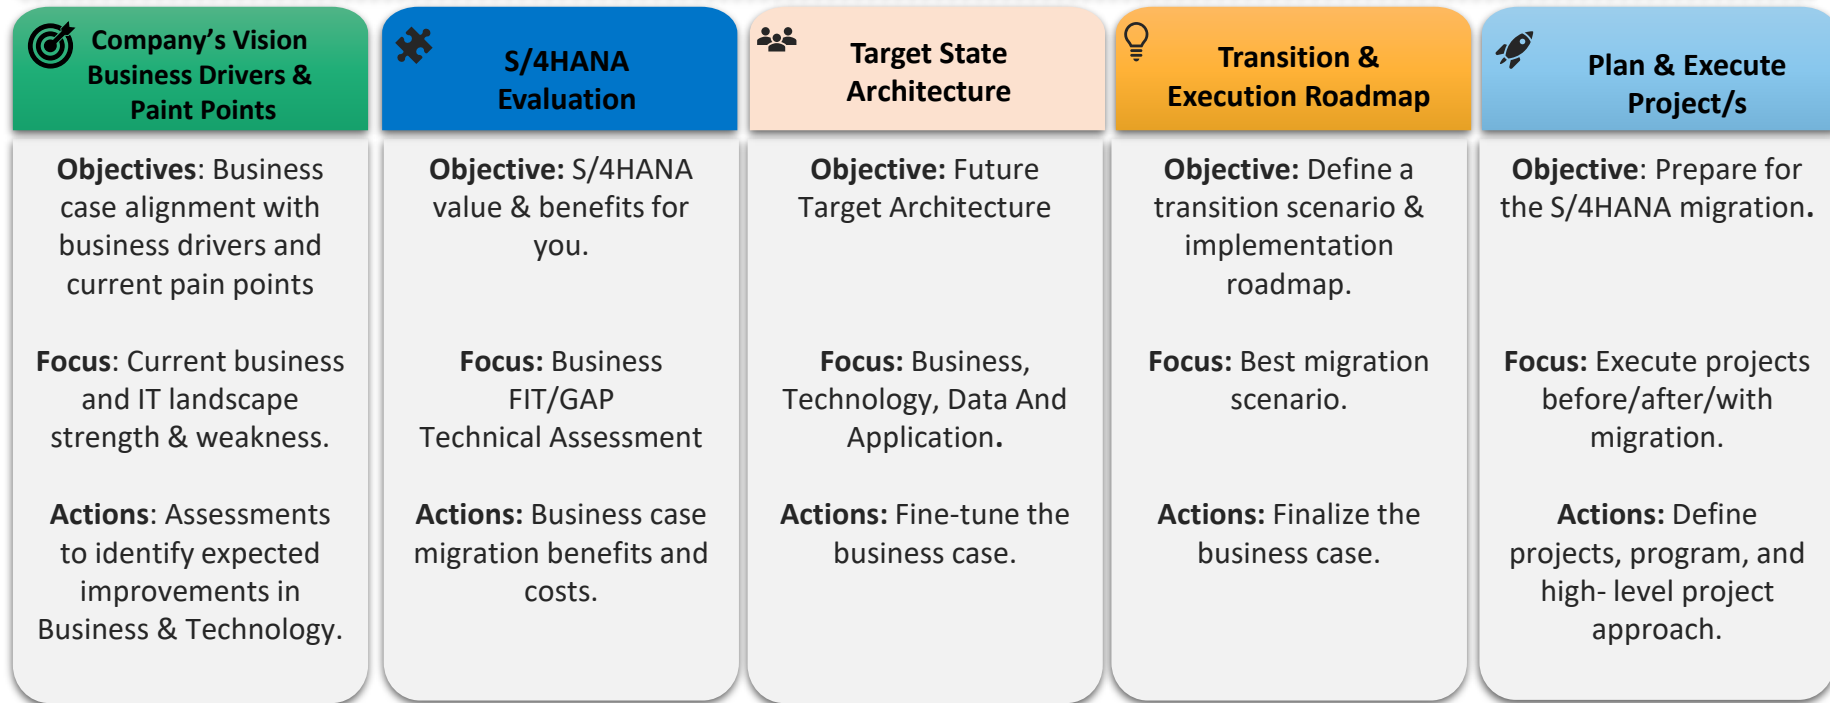 Company’s Vision
Business Drivers &
Paint Points
Objectives: Business
case alignment with
business drivers and
current pain points
Focus: Current business
and IT landscape
strength & weakness.
Actions: Assessments
to identify expected
improvements in
Business & Technology.
S/4HANA
Evaluation
Objective: S/4HANA
value & benefits for
you.
Focus: Business
FIT/GAP
Technical Assessment
Actions: Business case
migration benefits and
costs.
Target State
Architecture
Objective: Future
Target Architecture
Focus: Business,
Technology, Data And
Application.
Actions: Fine-tune the
business case.
Transition &
Execution Roadmap
Objective: Define a
transition scenario &
implementation
roadmap.
Focus: Best migration
scenario.
Actions: Finalize the
business case.
Plan & Execute
Project/s
Objective: Prepare for
the S/4HANA migration.
Focus: Execute projects
before/after/with
migration.
Actions: Define
projects, program, and
high- level project
approach.